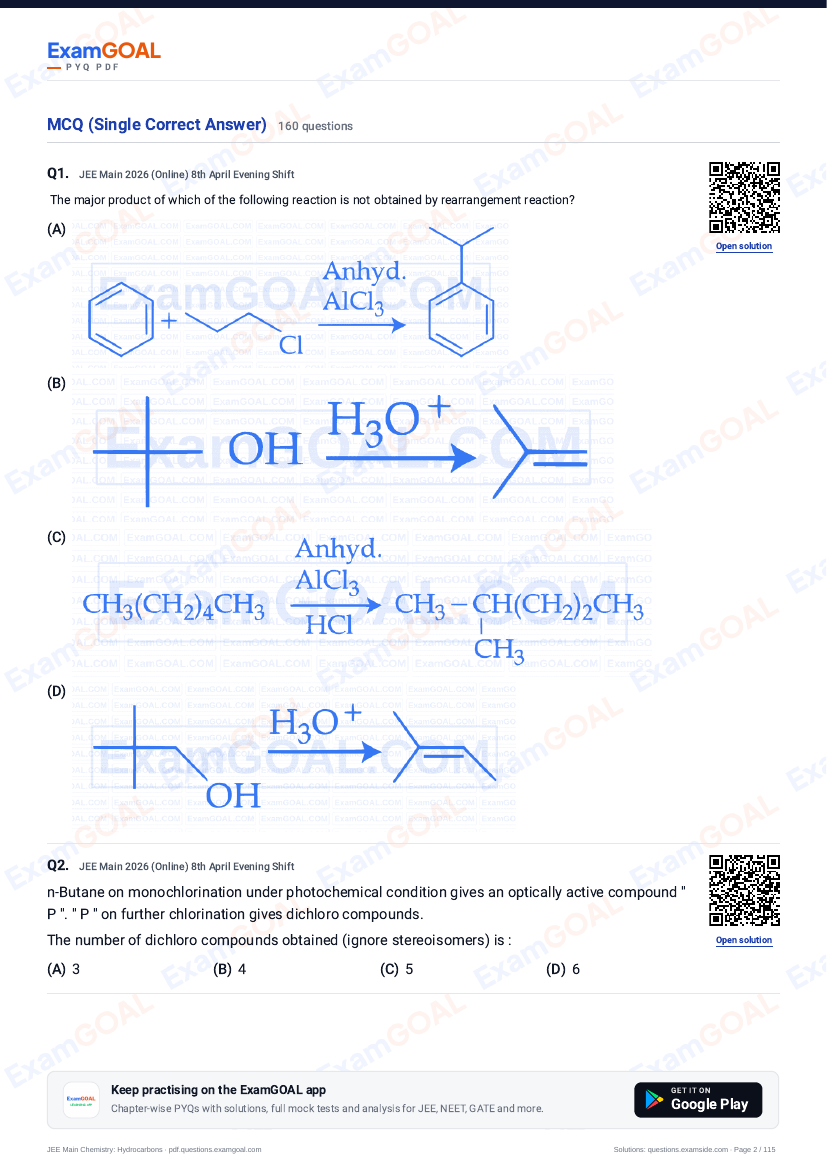 ExamGOAL
PYQ PDF
MCQ (Single Correct Answer) 160 questions
Q1. JEE Main 2026 (Online) 8th April Evening Shift
The major product of which of the following reaction is not obtained by rearrangement reaction?
Open solution
(A)
Anhyd.
AlCl3
+
Cl
(B)
OH
H3O+
(C)
Anhyd.
AlCl3
CH3(CH2)4CH3
CH3–CH(CH2)2CH3
HCl
CH3
(D)
H3O+
OH
Q2. JEE Main 2026 (Online) 8th April Evening Shift
n-Butane on monochlorination under photochemical condition gives an optically active compound "
P ". " P " on further chlorination gives dichloro compounds.
The number of dichloro compounds obtained (ignore stereoisomers) is :
Open solution
(A) 3 (B) 4 (C) 5 (D) 6
ExamGOAL
Keep practising on the ExamGOAL app
Chapter-wise PYQs with solutions, full mock tests and analysis for JEE, NEET, GATE and more.
GET IT ON
Google Play
JEE Main Chemistry: Hydrocarbons · pdf.questions.examgoal.com
Solutions: questions.examside.com · Page 2 / 115